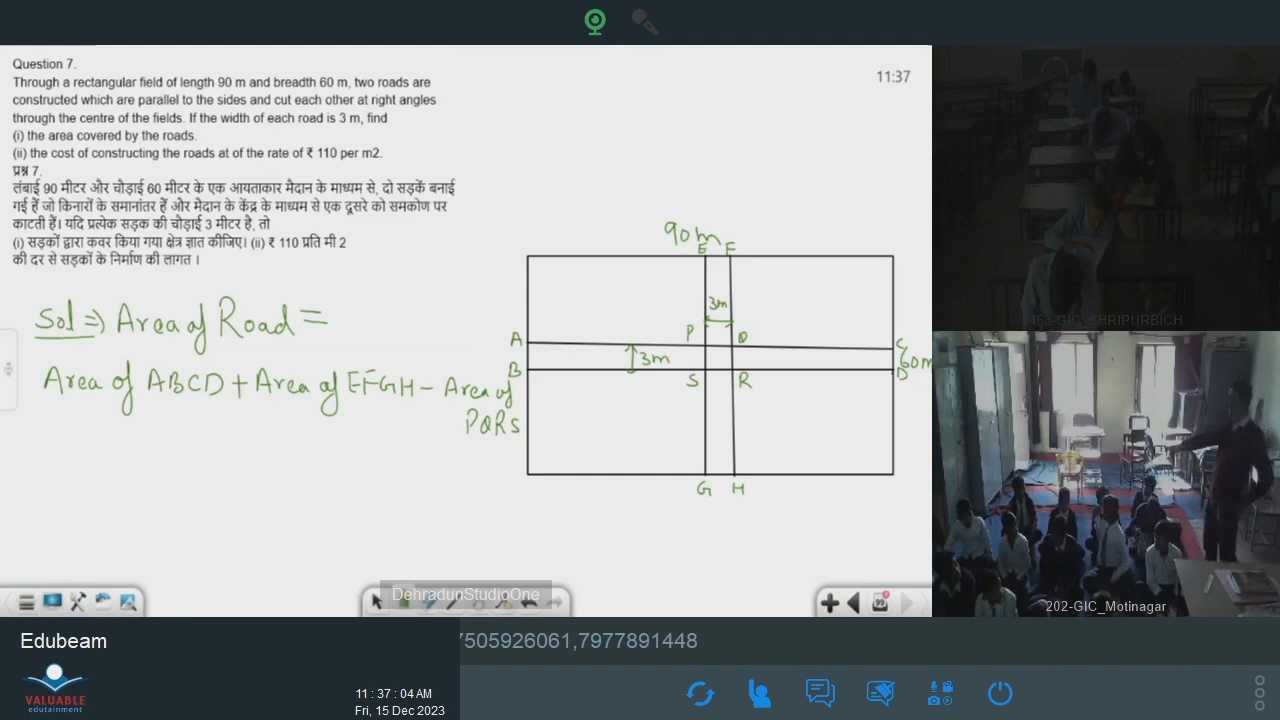 Question 7.
Through a rectangular field of length 90 m and breadth 60 m, two roads are
constructed which are parallel to the sides and cut each other at right angles
through the centre of the fields. If the width of each road is 3 m, find
(i) the area covered by the roads.
(ii) the cost of constructing the roads at of the rate of ₹ 110 per m2.
प्रश्न 7.
लंबाई 90 मीटर और चौड़ाई 60 मीटर के एक आयताकार मैदान के माध्यम से, दो सड़कें बनाई
गई हैं जो किनारों के समानांतर हैं और मैदान के केंद्र के माध्यम से एक दूसरे को समकोण पर
काटती हैं। यदि प्रत्येक सड़क की चौड़ाई 3 मीटर है, तो
(i) सड़कों द्वारा कवर किया गया क्षेत्र ज्ञात कीजिए। (ii) ₹ 110 प्रति मी 2
की दर से सड़कों के निर्माण की लागत ।
11:37
Sol ⇒ Area of Road =
Area of ABCD + Area of EFGH - Area of
PQRS
90m
E F
3m
A P Q C
3m 60m
B S R D
G H
453-GIC_SHRIPURBICH
202-GIC_Motinagar
DehradunStudioOne
99
Edubeam
7505926061,7977891448
VALUABLE
edutainment
11 : 37 : 04 AM
Fri, 15 Dec 2023